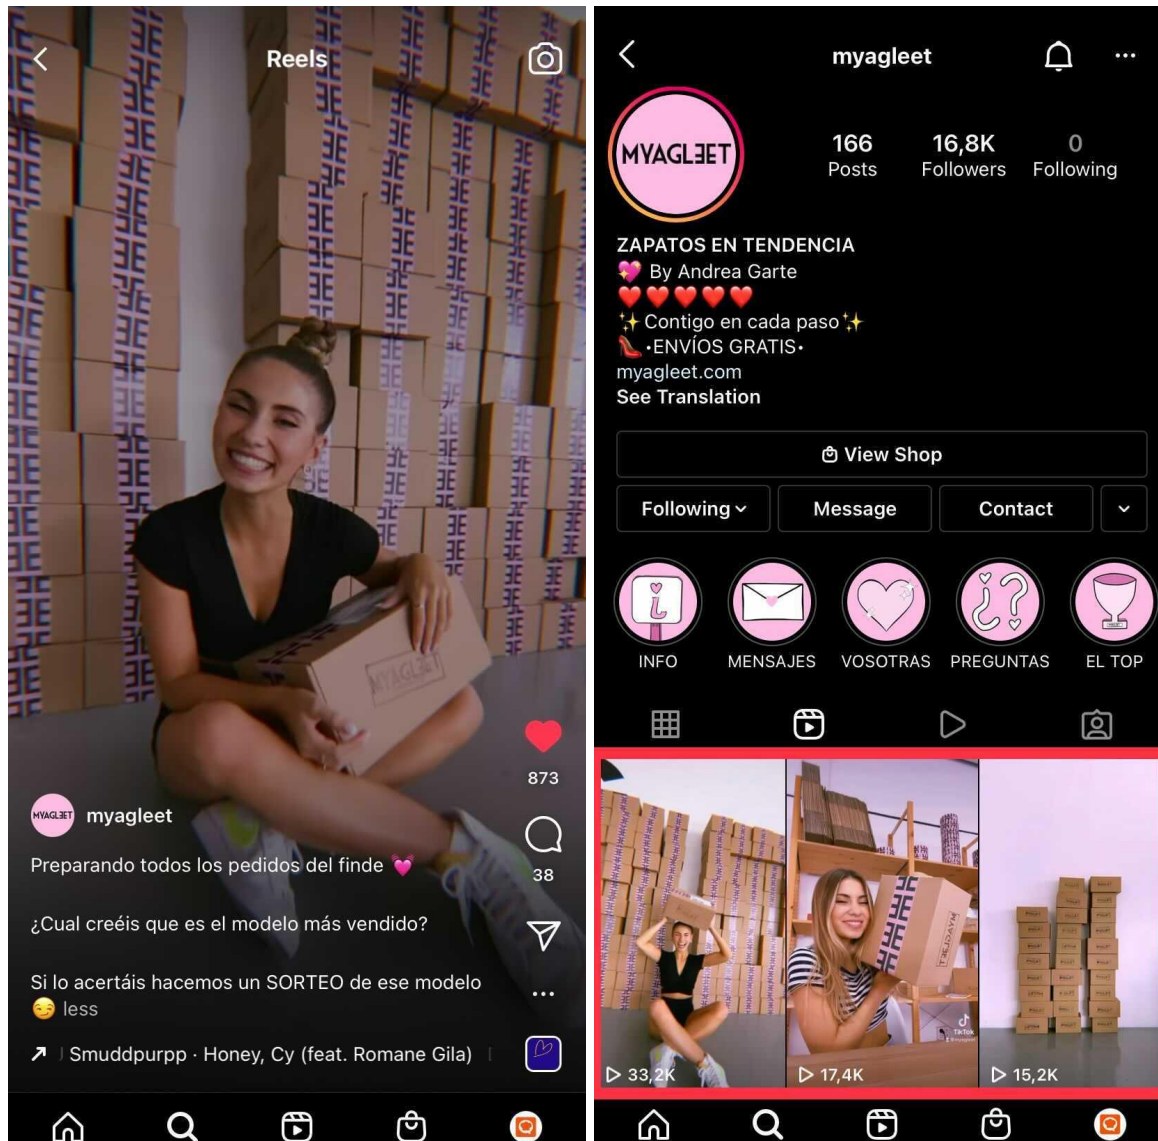 Reels
MYAGLEET
MYAGLEET
myagleet
Preparando todos los pedidos del finde 💓
¿Cual creéis que es el modelo más vendido?
Si lo acertáis hacemos un SORTEO de ese modelo
😏 less
Smuddpurpp · Honey, Cy (feat. Romane Gila)
873
38
myagleet
MYAGLEET
166
Posts
16,8K
Followers
0
Following
ZAPATOS EN TENDENCIA
💖 By Andrea Garte
❤️❤️❤️❤️❤️
✨Contigo en cada paso✨
👠·ENVÍOS GRATIS·
myagleet.com
See Translation
View Shop
Following
Message
Contact
INFO
MENSAJES
VOSOTRAS
PREGUNTAS
EL TOP
MYAGLEET
TikTok
33,2K
17,4K
15,2K